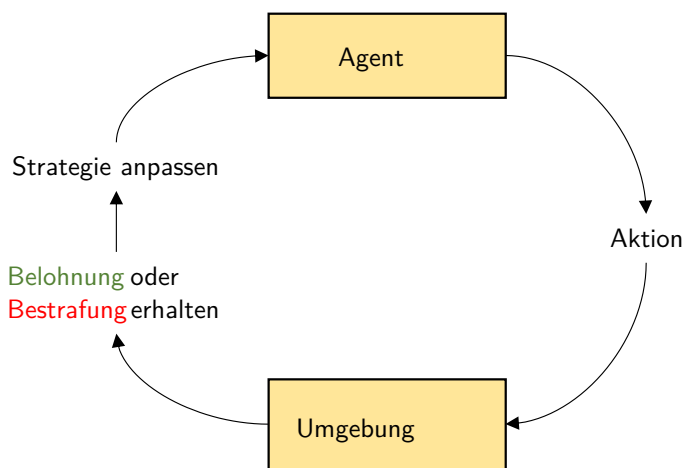 Agent
Strategie anpassen
Aktion
Belohnung oder
Bestrafung erhalten
Umgebung